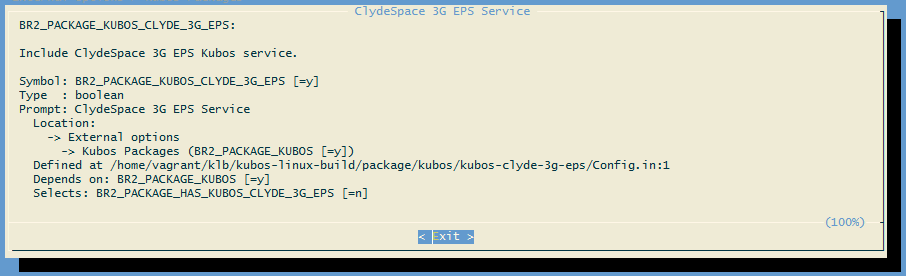 ClydeSpace 3G EPS Service
BR2_PACKAGE_KUBOS_CLYDE_3G_EPS:
Include ClydeSpace 3G EPS Kubos service.
Symbol: BR2_PACKAGE_KUBOS_CLYDE_3G_EPS [=y]
Type  : boolean
Prompt: ClydeSpace 3G EPS Service
Location:
-> External options
-> Kubos Packages (BR2_PACKAGE_KUBOS [=y])
Defined at /home/vagrant/klb/kubos-linux-build/package/kubos/kubos-clyde-3g-eps/Config.in:1
Depends on: BR2_PACKAGE_KUBOS [=y]
Selects: BR2_PACKAGE_HAS_KUBOS_CLYDE_3G_EPS [=n]
(100%)
< Exit >